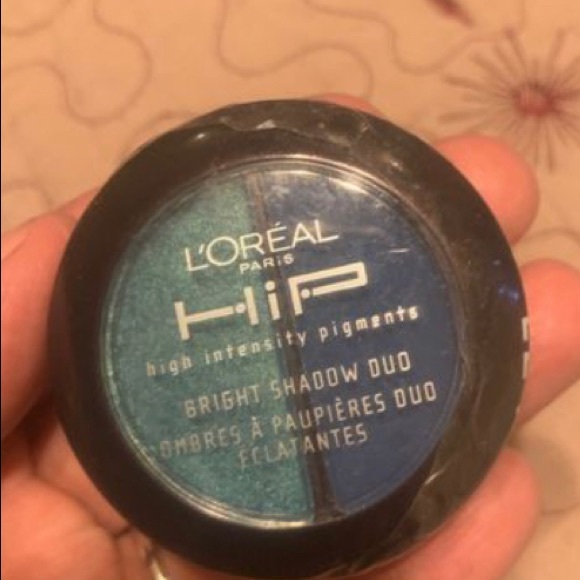 L'ORÉAL
PARIS
HiP
high intensity pigments
BRIGHT SHADOW DUO
OMBRES À PAUPIÈRES DUO
ÉCLATANTES